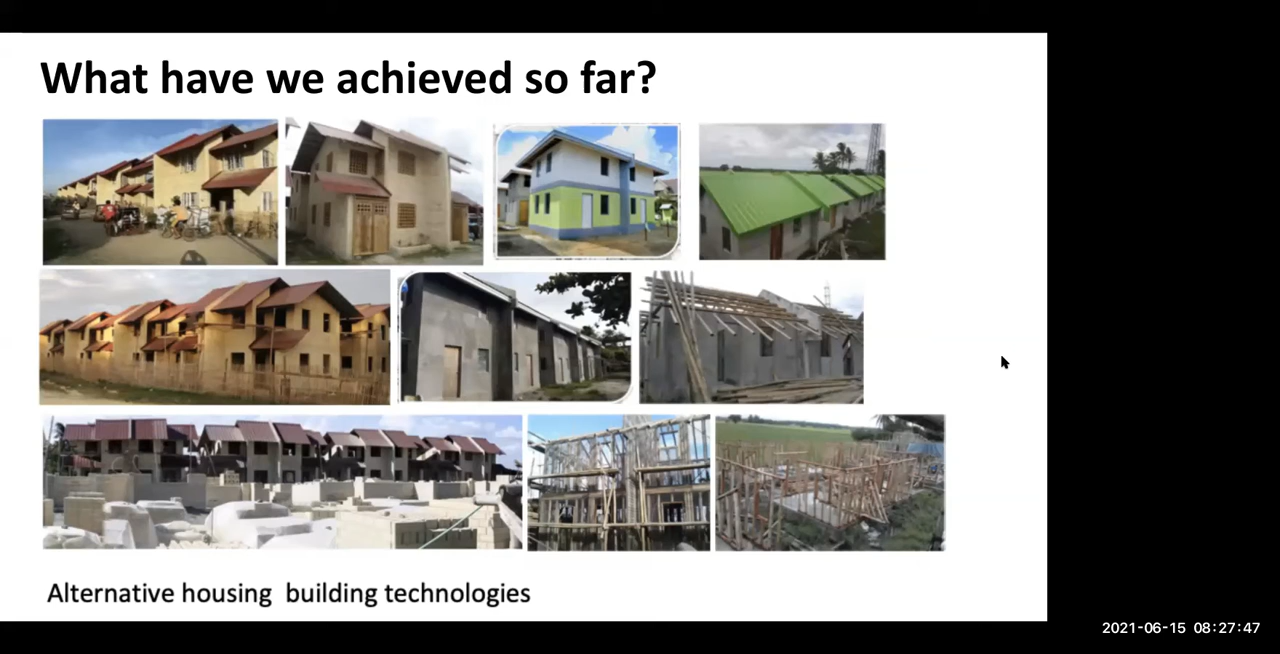 What have we achieved so far?
Alternative housing building technologies
2021-06-15 08:27:47